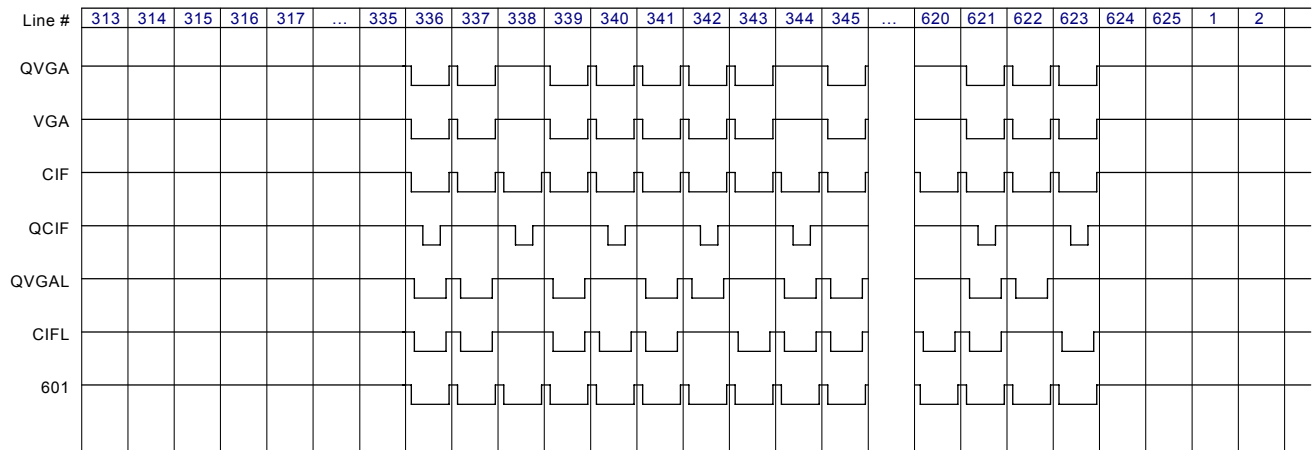 Line # 313 314 315 316 317 ... 335 336 337 338 339 340 341 342 343 344 345 ... 620 621 622 623 624 625 1 2
QVGA
VGA
CIF
QCIF
QVGAL
CIFL
601